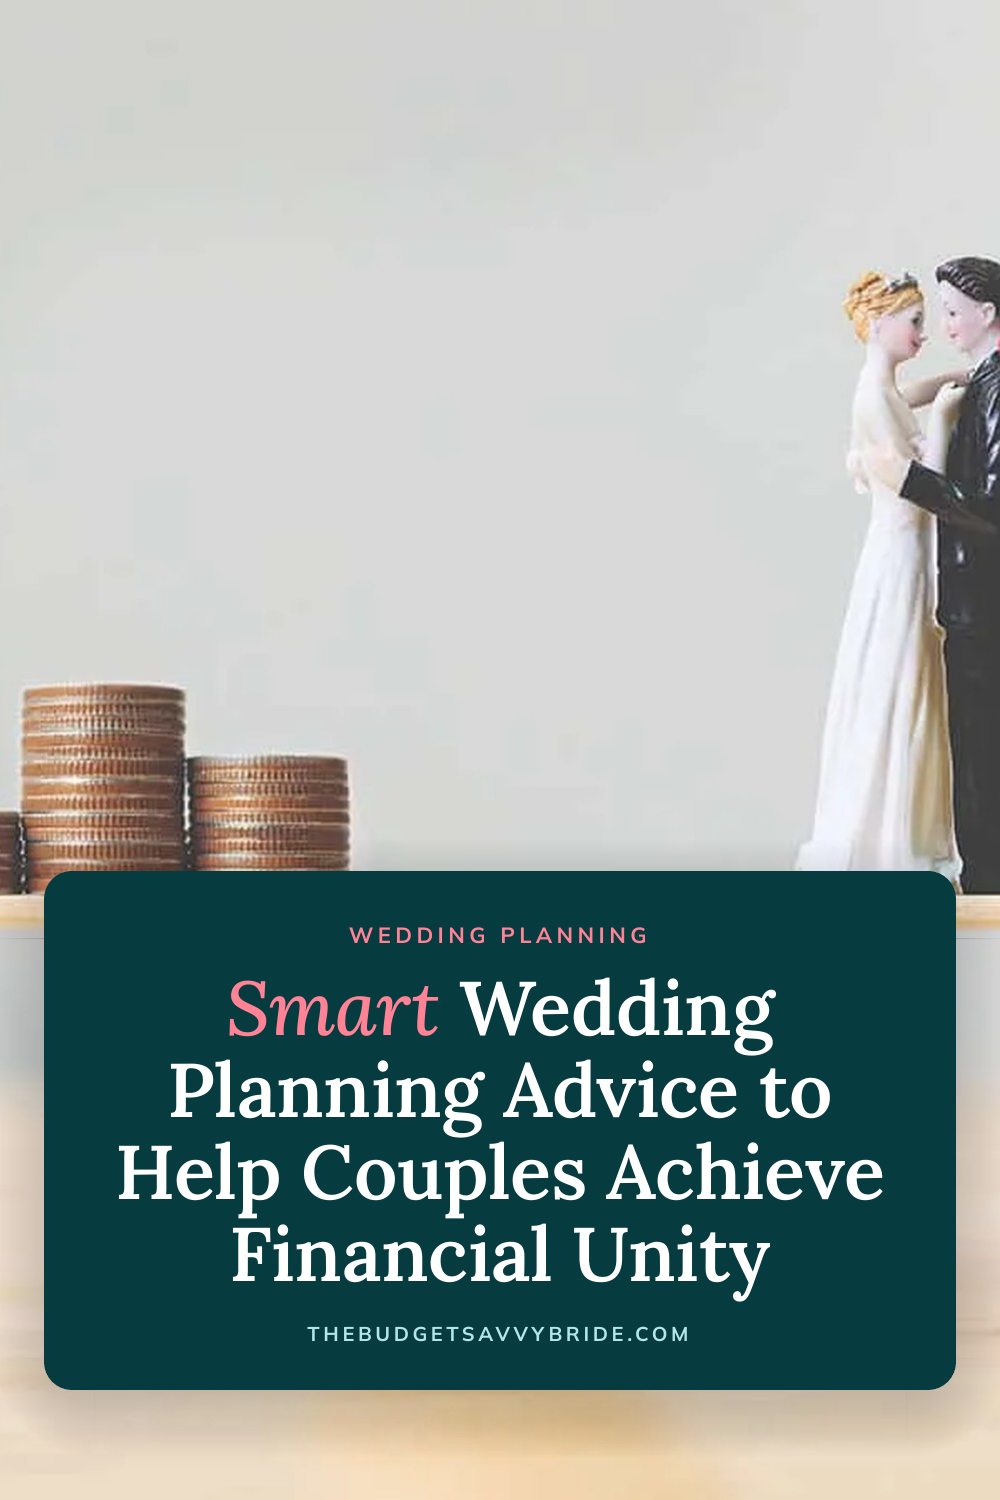 WEDDING PLANNING
Smart Wedding
Planning Advice to
Help Couples Achieve
Financial Unity
THEBUDGETSAVVYBRIDE.COM